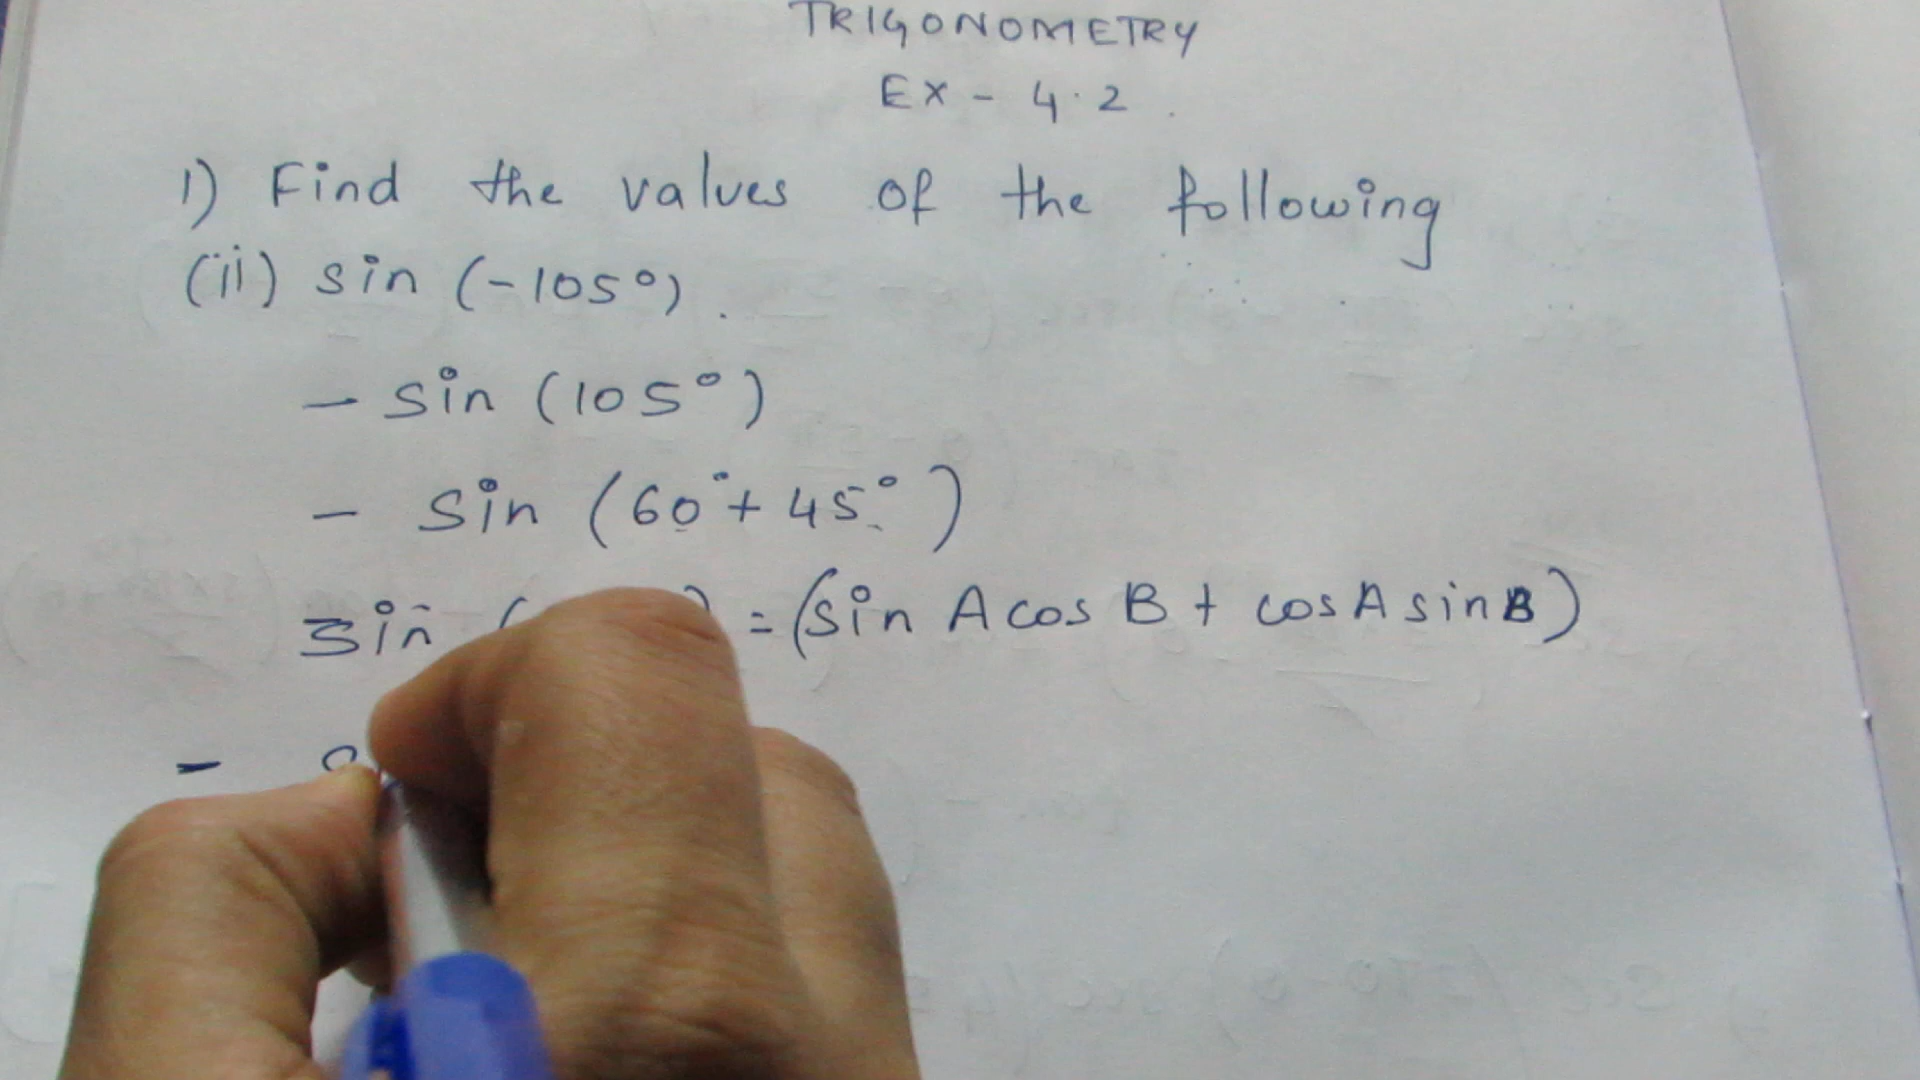 TRIGONOMETRY
EX - 4.2
1) Find the values of the following
(ii) sin (-105°).
- sin (105°)
- sin (60° + 45°)
sin ( ) = (sin A cos B + cos A sin B)
-